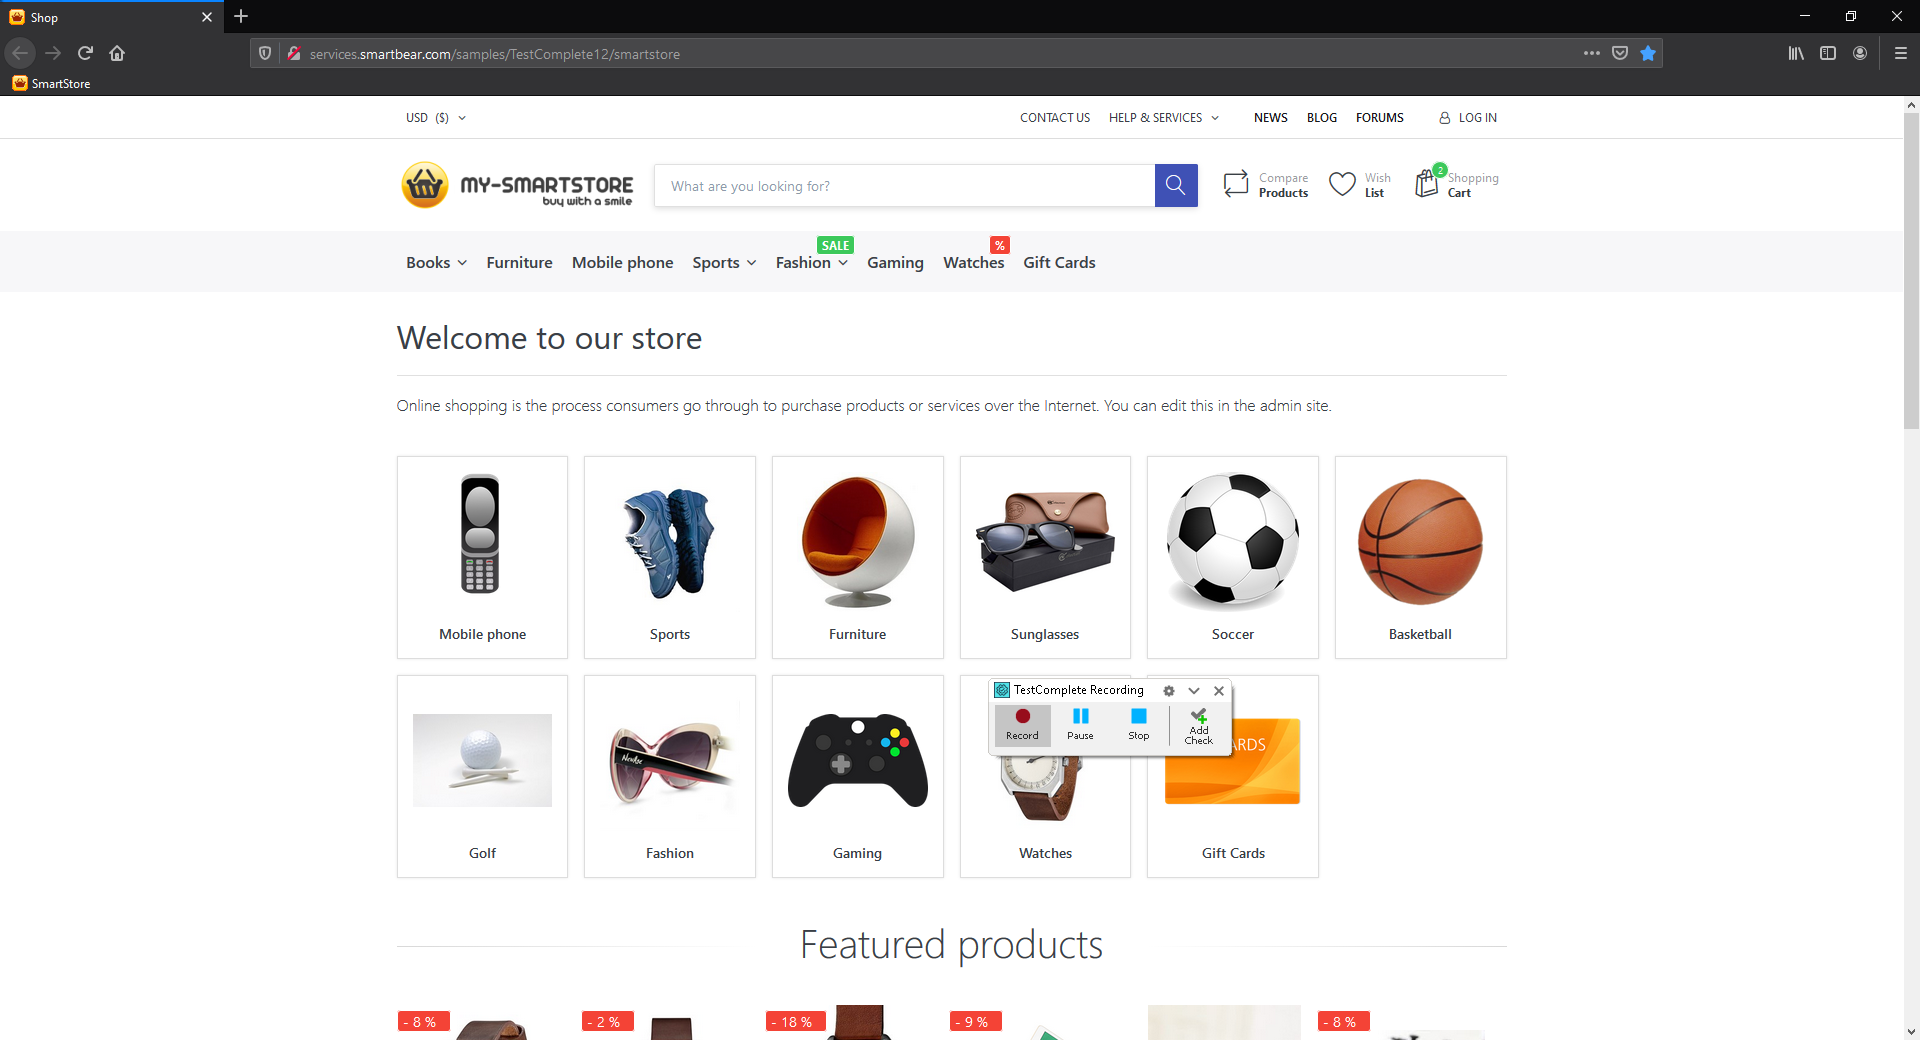 Shop
services.smartbear.com/samples/TestComplete12/smartstore
SmartStore
USD ($)
CONTACT US HELP & SERVICES NEWS BLOG FORUMS LOG IN
MY-SMARTSTORE
buy with a smile
What are you looking for?
Compare
Products
Wish
List
2
Shopping
Cart
SALE
%
Books Furniture Mobile phone Sports Fashion Gaming Watches Gift Cards
Welcome to our store
Online shopping is the process consumers go through to purchase products or services over the Internet. You can edit this in the admin site.
Mobile phone Sports Furniture Sunglasses Soccer Basketball
TestComplete Recording
Record Pause Stop Add
Check
ARDS
Golf Fashion Gaming Watches Gift Cards
Featured products
- 8 % - 2 % - 18 % - 9 % - 8 %